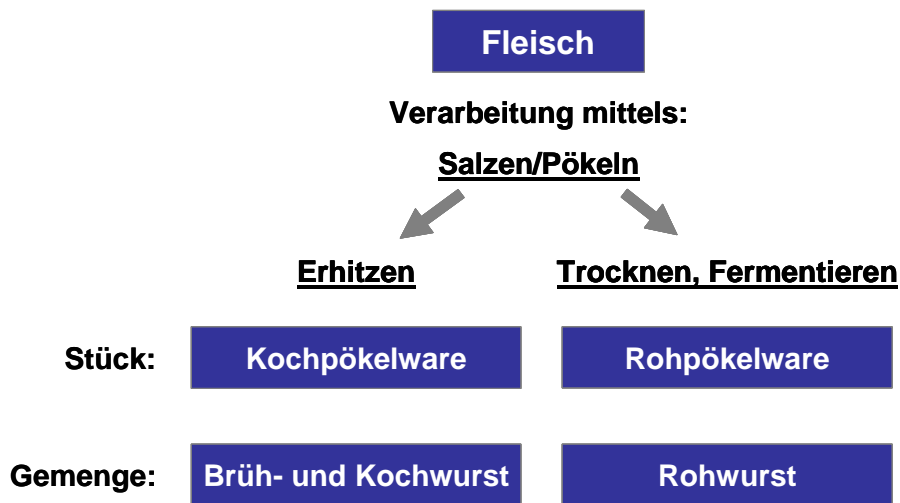 Fleisch
Verarbeitung mittels:
Salzen/Pökeln
Erhitzen Trocknen, Fermentieren
Stück: Kochpökelware Rohpökelware
Gemenge: Brüh- und Kochwurst Rohwurst